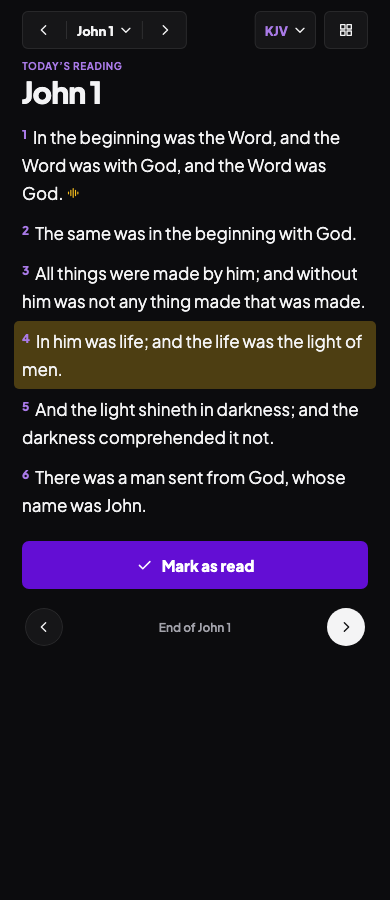 John 1
KJV
TODAY'S READING
John 1
1 In the beginning was the Word, and the
Word was with God, and the Word was
God.
2 The same was in the beginning with God.
3 All things were made by him; and without
him was not any thing made that was made.
4 In him was life; and the life was the light of
men.
5 And the light shineth in darkness; and the
darkness comprehended it not.
6 There was a man sent from God, whose
name was John.
Mark as read
End of John 1